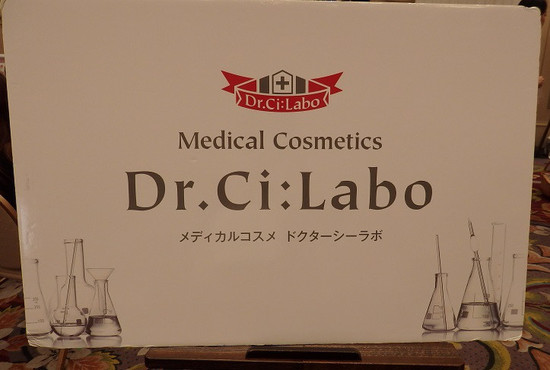 Dr.Ci:Labo
Medical Cosmetics
Dr.Ci:Labo
メディカルコスメ ドクターシーラボ